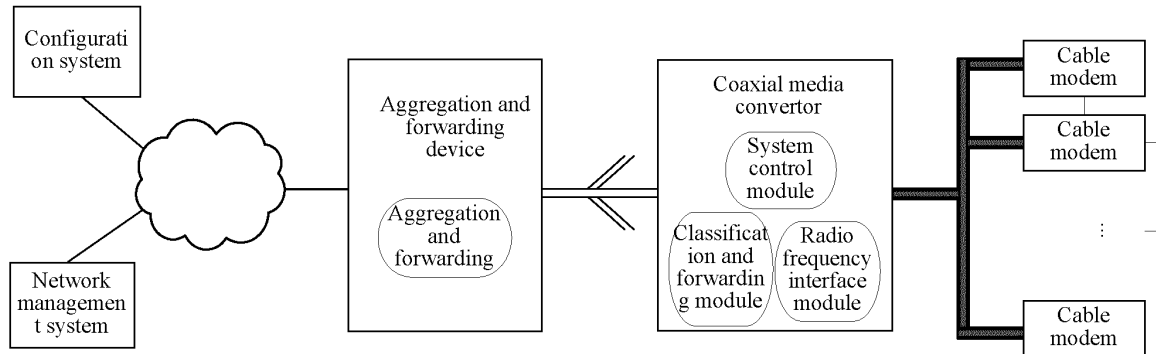 Configurati
on system
Network
managemen
t system
Aggregation and
forwarding
device
Aggregation
and
forwarding
Coaxial media
convertor
System
control
module
Classificat
ion and
forwardin
g module
Radio
frequency
interface
module
Cable
modem
Cable
modem
...
Cable
modem